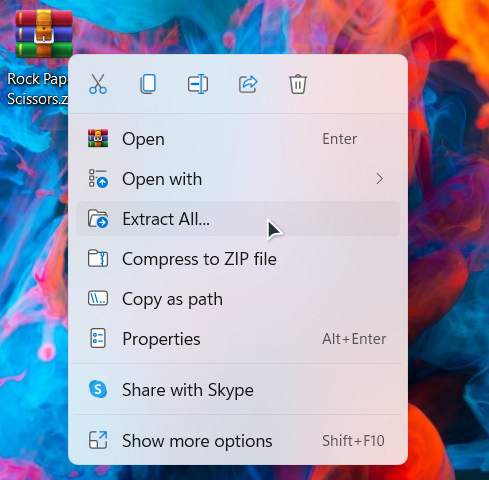 Rock Pap
Scissors.z
Open Enter
Open with
Extract All...
Compress to ZIP file
Copy as path
Properties Alt+Enter
Share with Skype
Show more options Shift+F10